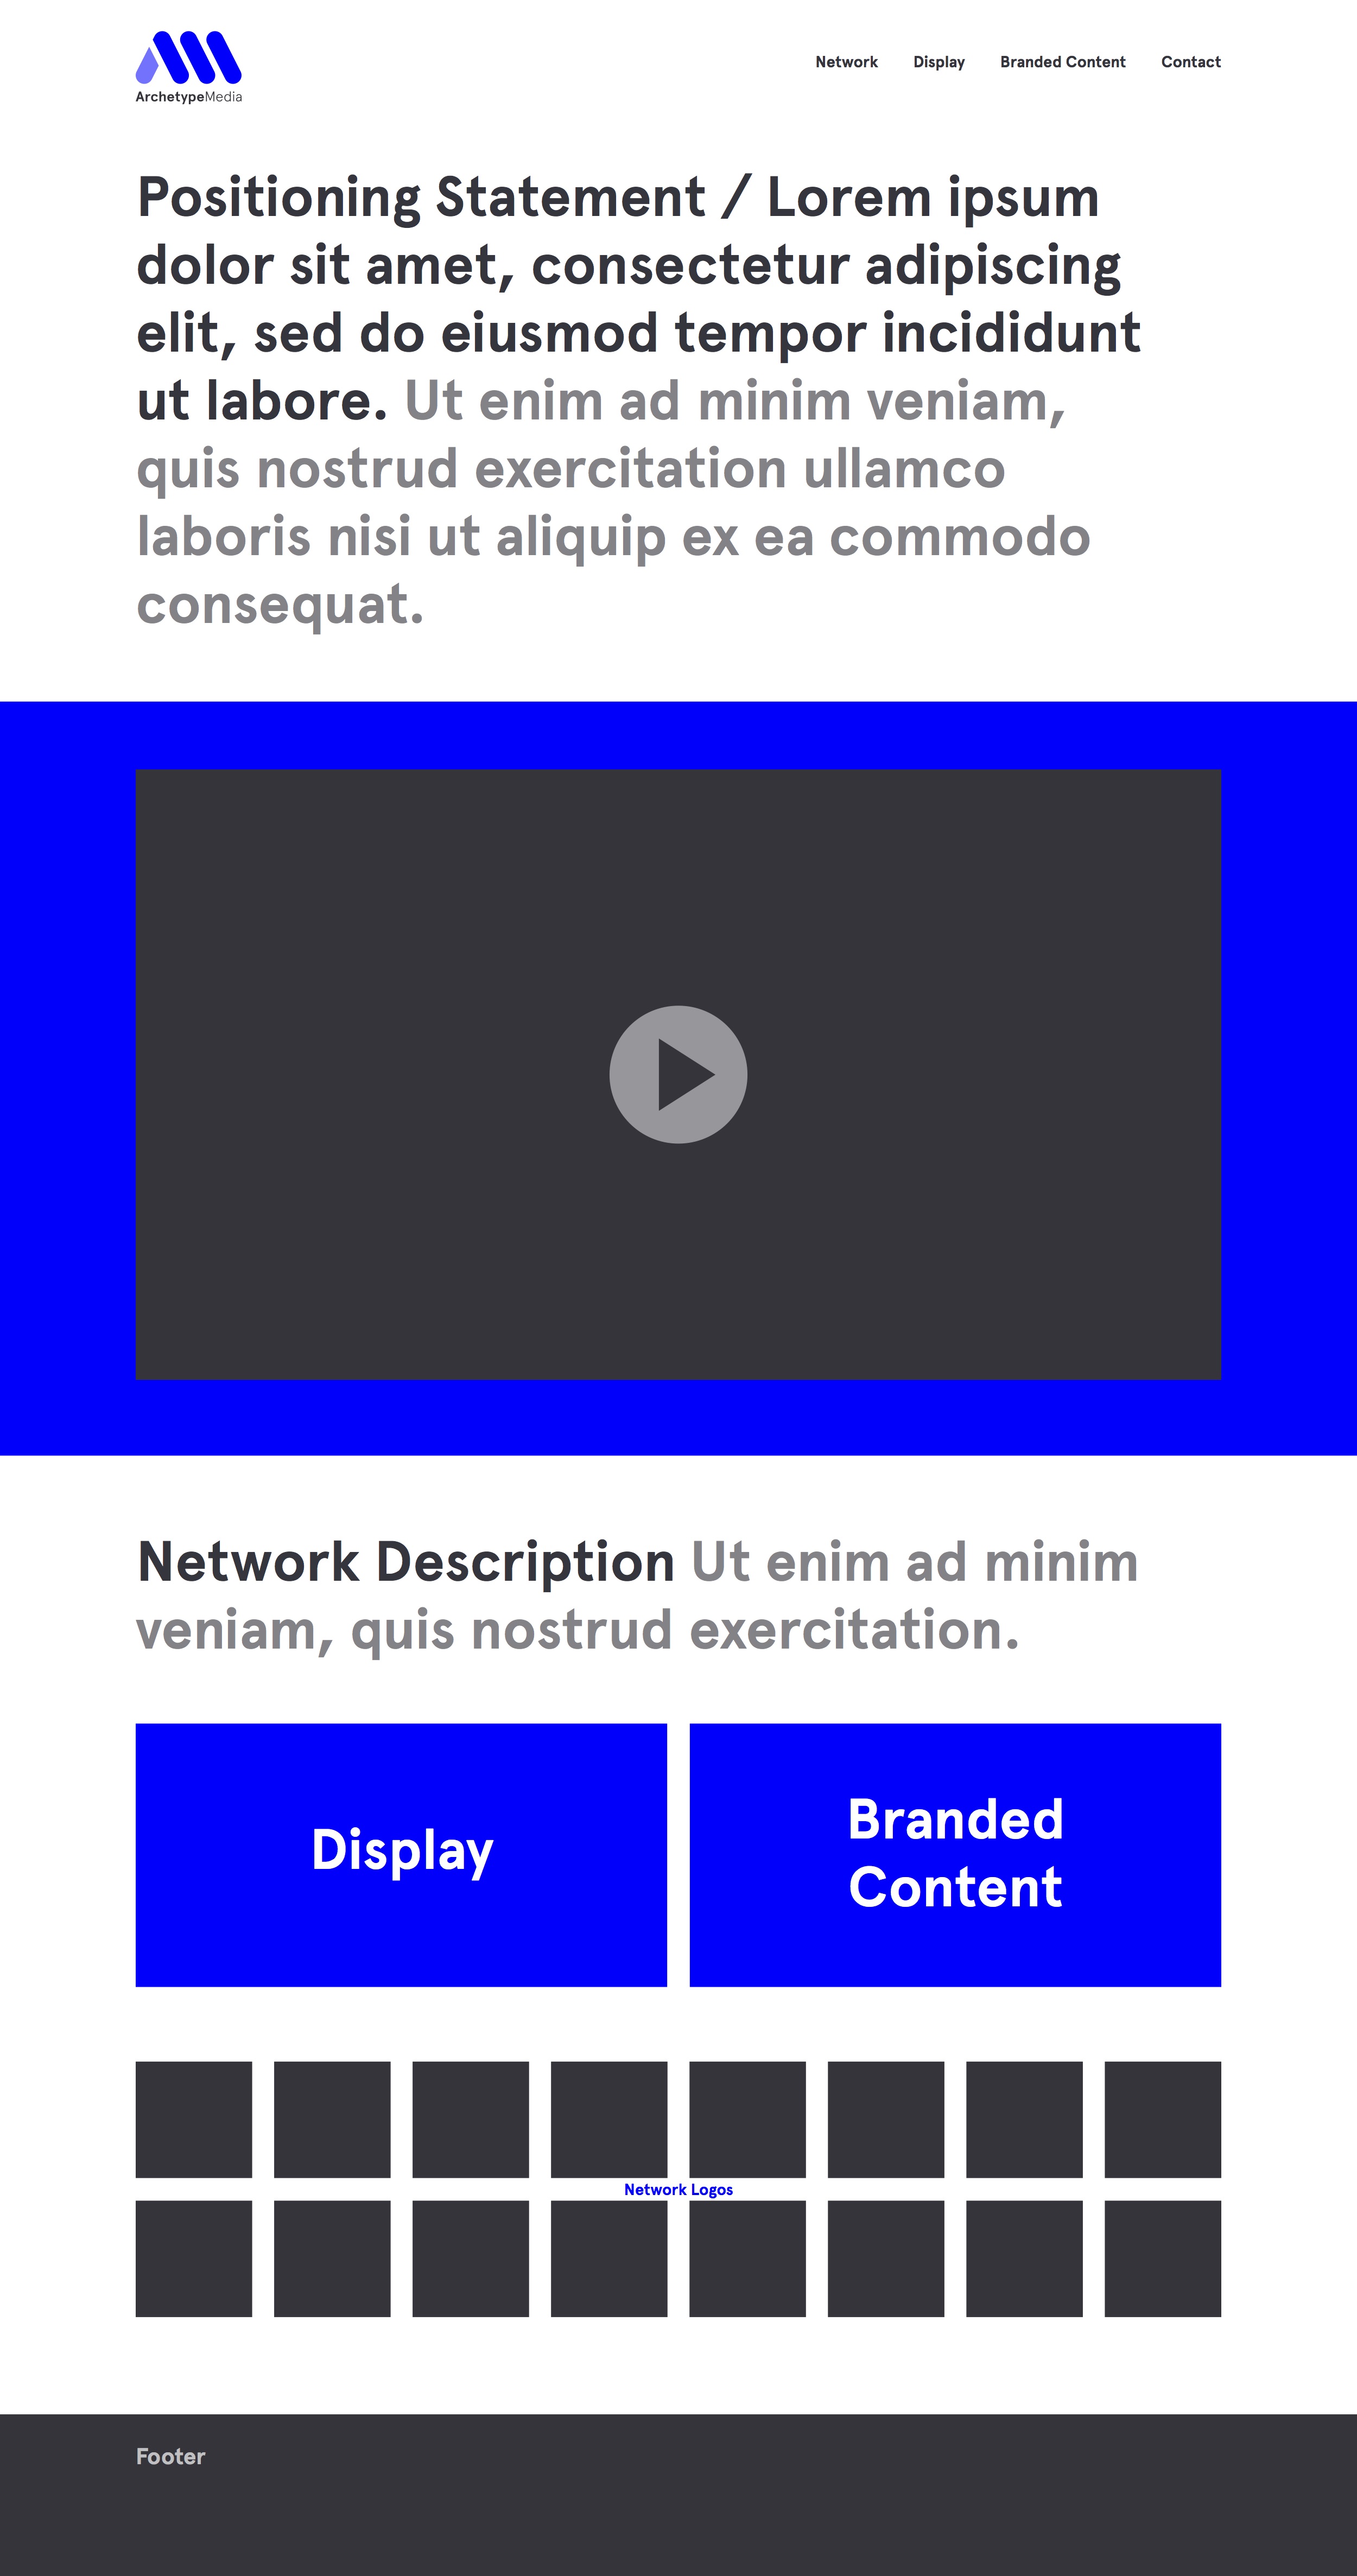 ArchetypeMedia
Network Display Branded Content Contact
Positioning Statement / Lorem ipsum
dolor sit amet, consectetur adipiscing
elit, sed do eiusmod tempor incididunt
ut labore. Ut enim ad minim veniam,
quis nostrud exercitation ullamco
laboris nisi ut aliquip ex ea commodo
consequat.
Network Description Ut enim ad minim
veniam, quis nostrud exercitation.
Display
Branded
Content
Network Logos
Footer